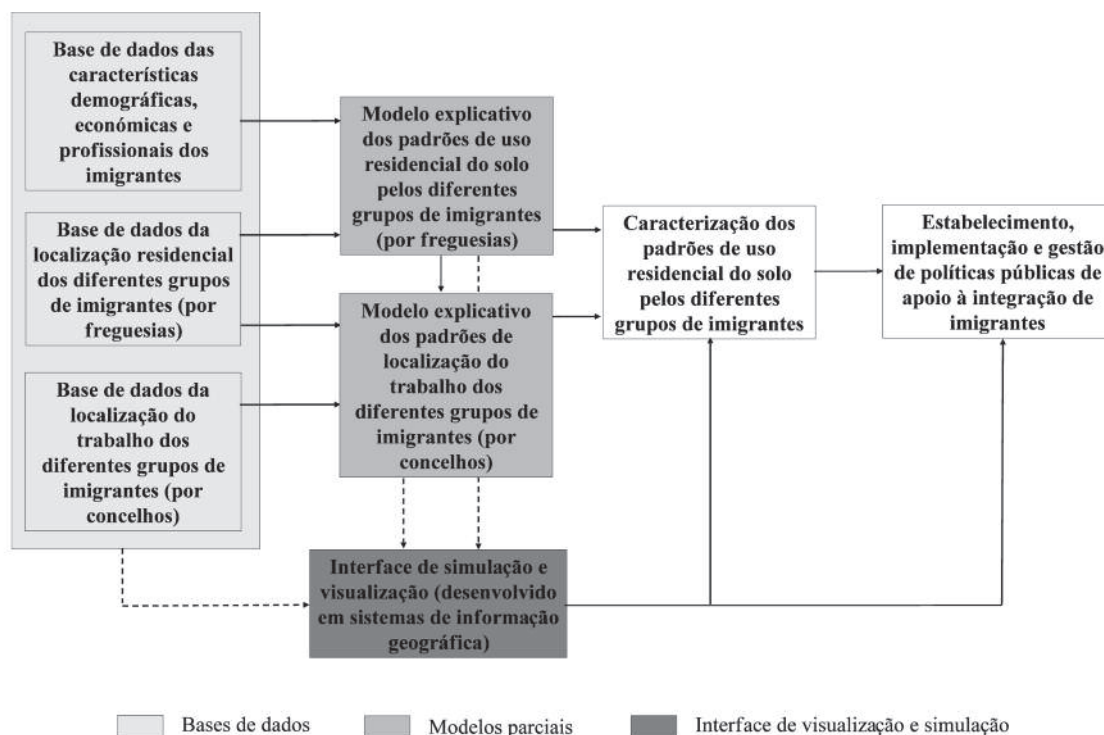 Base de dados das
características
demográficas,
económicas e
profissionais dos
imigrantes
Base de dados da
localização residencial
dos diferentes grupos
de imigrantes (por
freguesias)
Base de dados da
localização do
trabalho dos
diferentes grupos de
imigrantes (por
concelhos)
Modelo explicativo
dos padrões de uso
residencial do solo
pelos diferentes
grupos de imigrantes
(por freguesias)
Modelo explicativo
dos padrões de
localização do
trabalho dos
diferentes grupos de
imigrantes (por
concelhos)
Interface de simulação e
visualização (desenvolvido
em sistemas de informação
geográfica)
Caracterização dos
padrões de uso
residencial do solo
pelos diferentes
grupos de imigrantes
Estabelecimento,
implementação e gestão
de políticas públicas de
apoio à integração de
imigrantes
Bases de dados
Modelos parciais
Interface de visualização e simulação